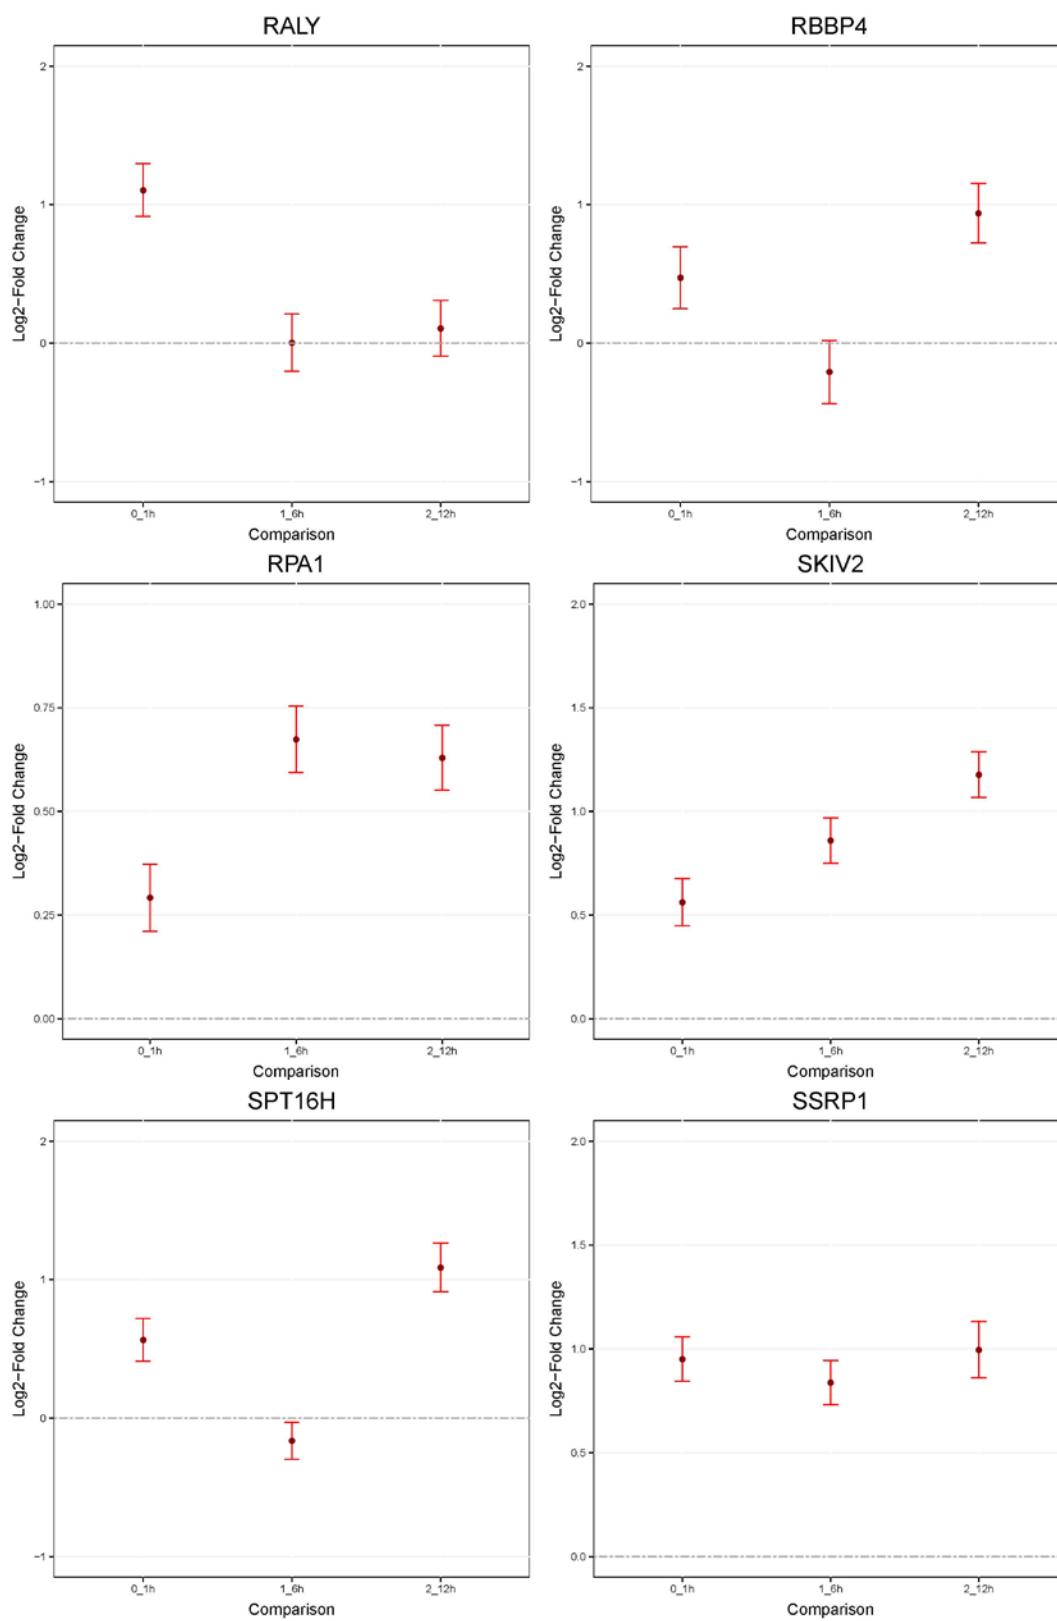 RALY
Log2-Fold Change
2
1
0
-1
0_1h 1_6h 2_12h
Comparison
RBBP4
Log2-Fold Change
2
1
0
-1
0_1h 1_6h 2_12h
Comparison
RPA1
Log2-Fold Change
1.00
0.75
0.50
0.25
0.00
0_1h 1_6h 2_12h
Comparison
SKIV2
Log2-Fold Change
2.0
1.5
1.0
0.5
0.0
0_1h 1_6h 2_12h
Comparison
SPT16H
Log2-Fold Change
2
1
0
-1
0_1h 1_6h 2_12h
Comparison
SSRP1
Log2-Fold Change
2.0
1.5
1.0
0.5
0.0
0_1h 1_6h 2_12h
Comparison